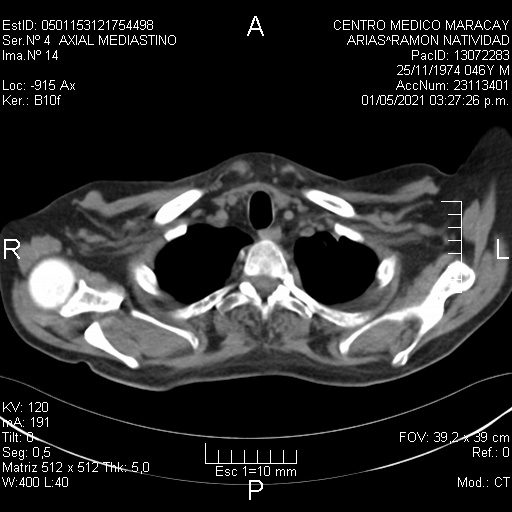 EstID: 0501153121754498
Ser.Nº 4 AXIAL MEDIASTINO
Ima.Nº 14
Loc: -915 Ax
Ker.: B10f
A
CENTRO MEDICO MARACAY
ARIAS^RAMON NATIVIDAD
PacID: 13072283
25/11/1974 046Y M
AccNum: 23113401
01/05/2021 03:27:26 p.m.
R
L
KV: 120
mA: 191
Tilt: 0
Seg: 0,5
Matriz 512 x 512 Thk: 5,0
W:400 L:40
Esc 1=10 mm
P
FOV: 39,2 x 39 cm
Ref.: 0
Mod.: CT